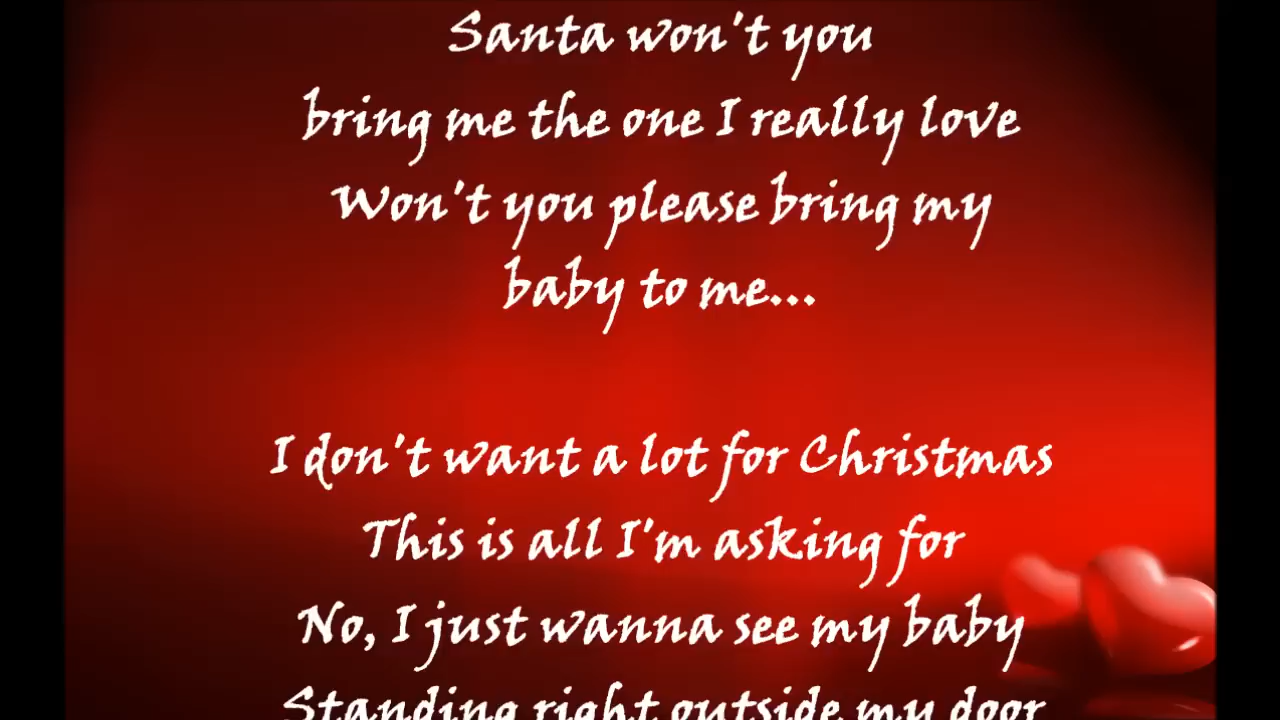 Santa won't you
bring me the one I really love
Won't you please bring my
baby to me...
I don't want a lot for Christmas
This is all I'm asking for
No, I just wanna see my baby
Standing right outside my door